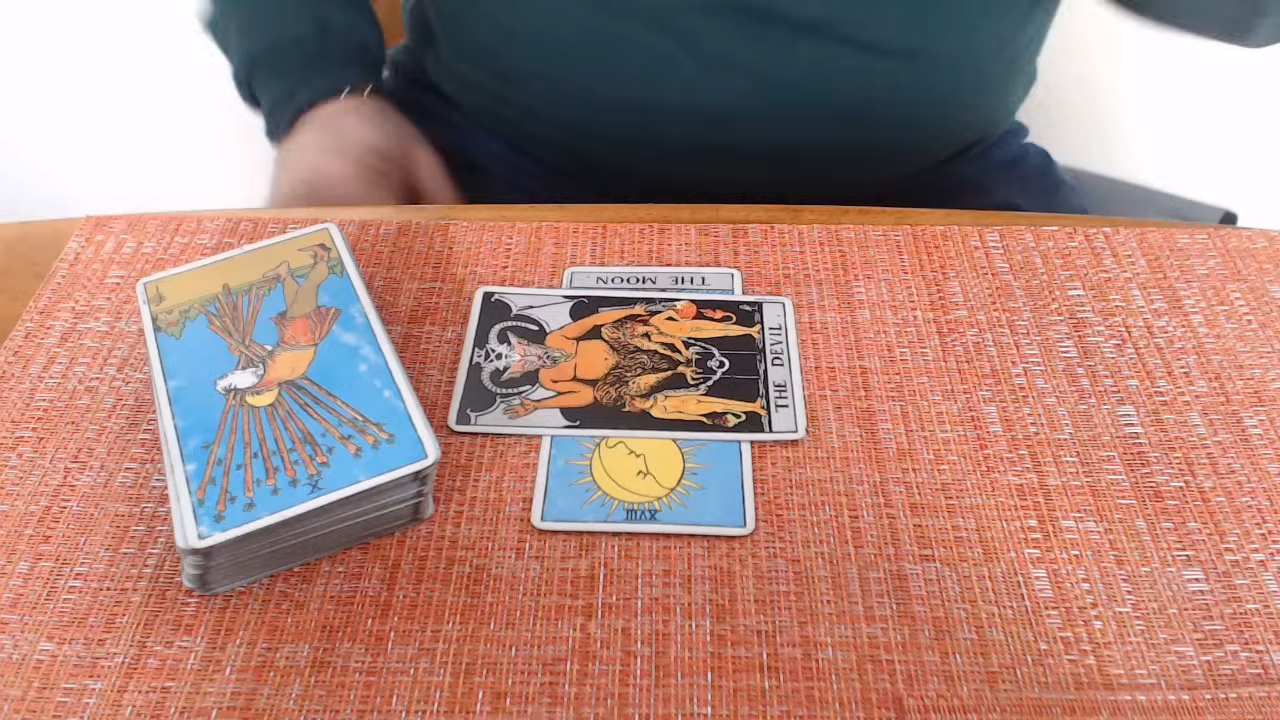 THE MOON.
THE DEVIL.
XVIII
X